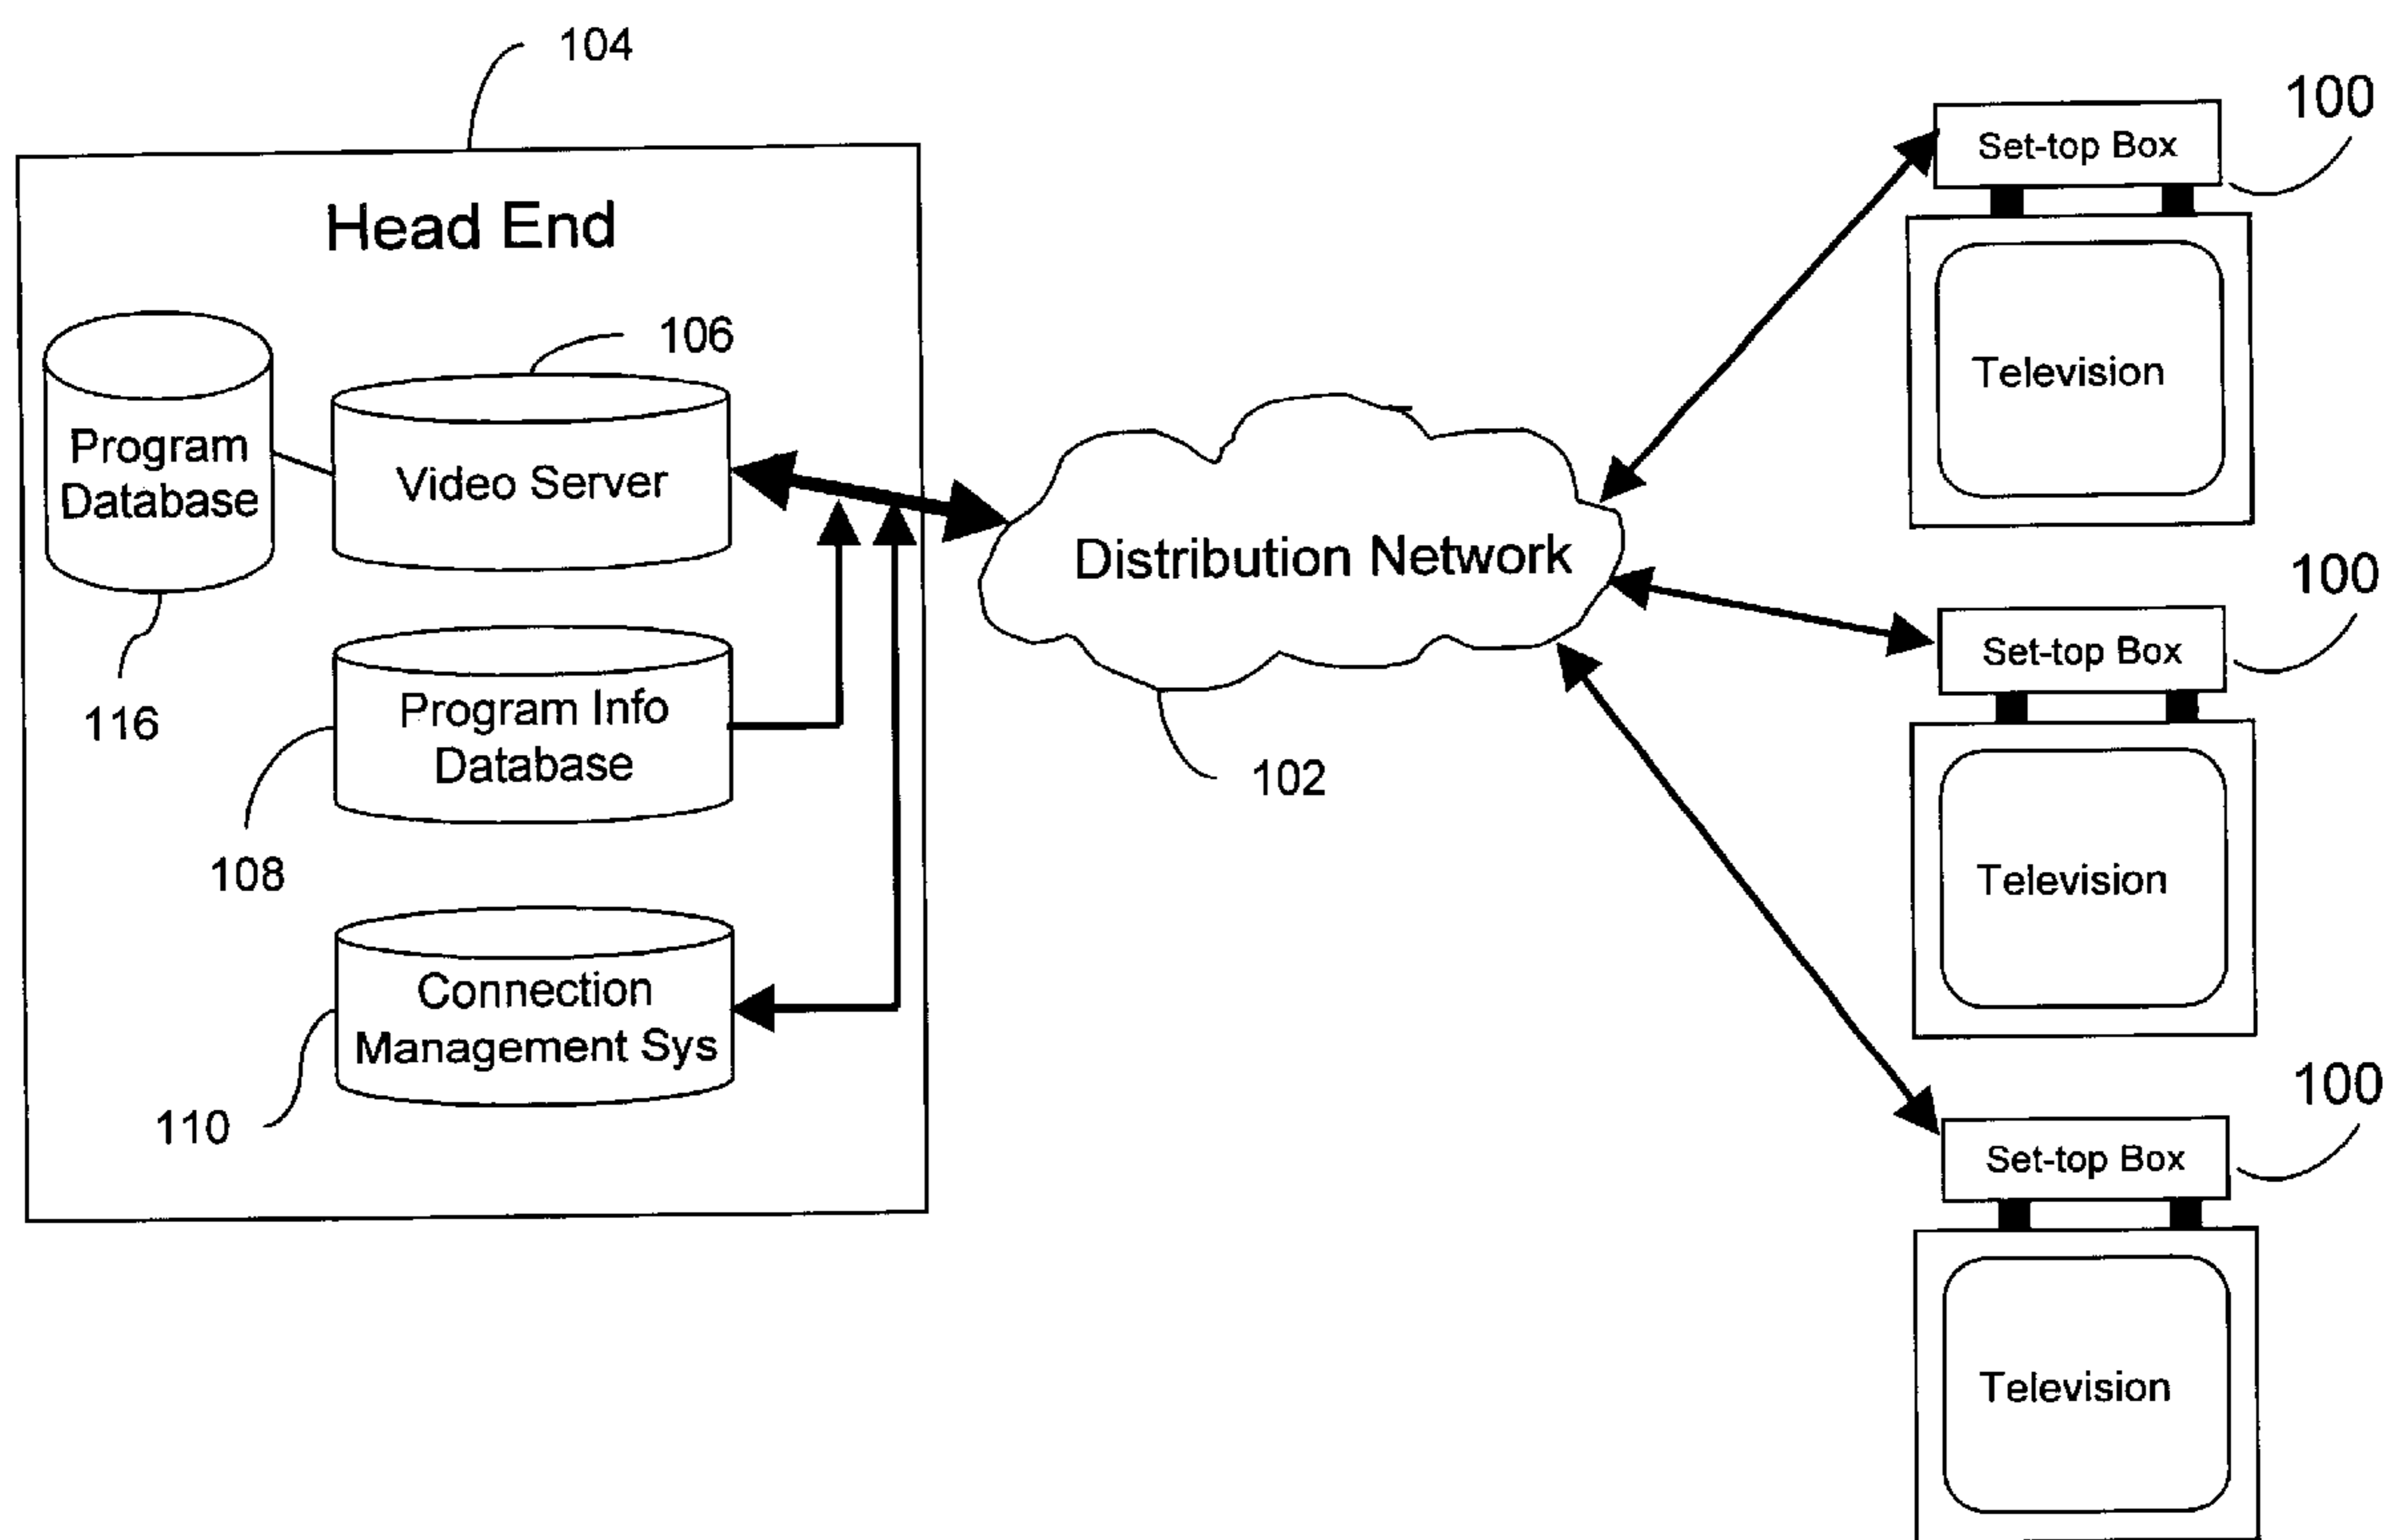 104
Head End
106
Program
Database
Video Server
116
Program Info
Database
108
Connection
Management Sys
110
Distribution Network
102
100
Set-top Box
Television
100
Set-top Box
Television
100
Set-top Box
Television